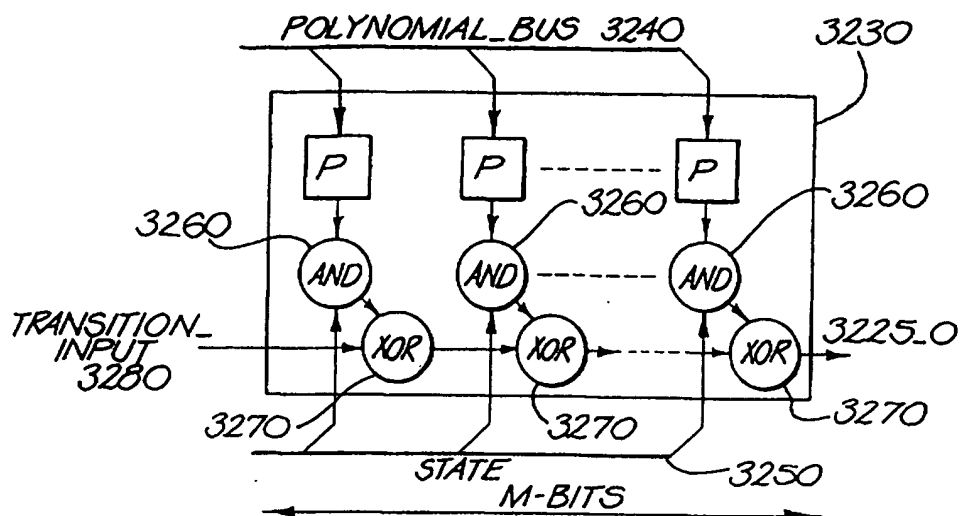 POLYNOMIAL_BUS 3240
3230
P
P
P
3260
3260
3260
AND
AND
AND
TRANSITION_
INPUT
3280
XOR
XOR
XOR
3225_0
3270
3270
3270
STATE
3250
M-BITS